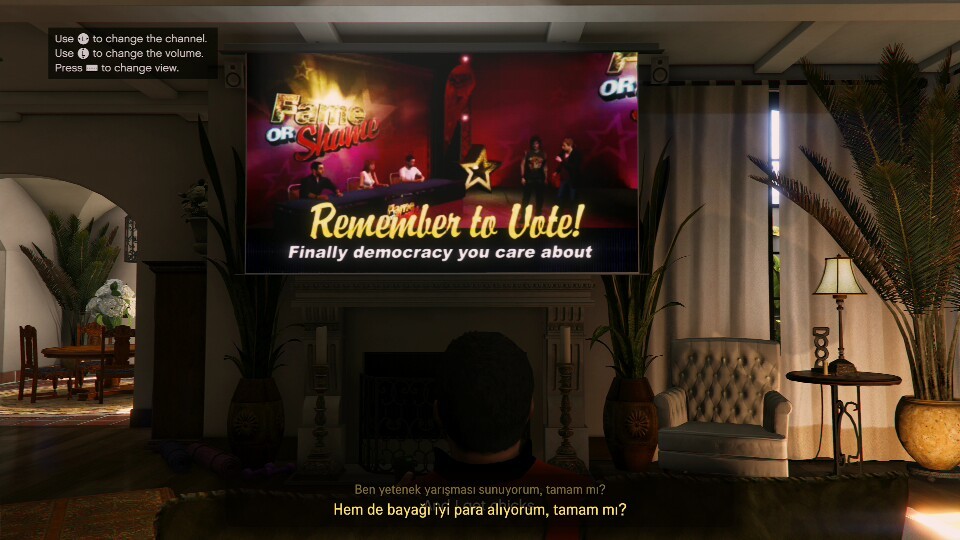 Use to change the channel.
Use to change the volume.
Press to change view.
Fame
OR
Shame
F
OR
Fame
Remember to Vote!
Finally democracy you care about
Ben yetenek yarışması sunuyorum, tamam mı?
Hem de bayaği iyi para alıyorum, tamam mı?